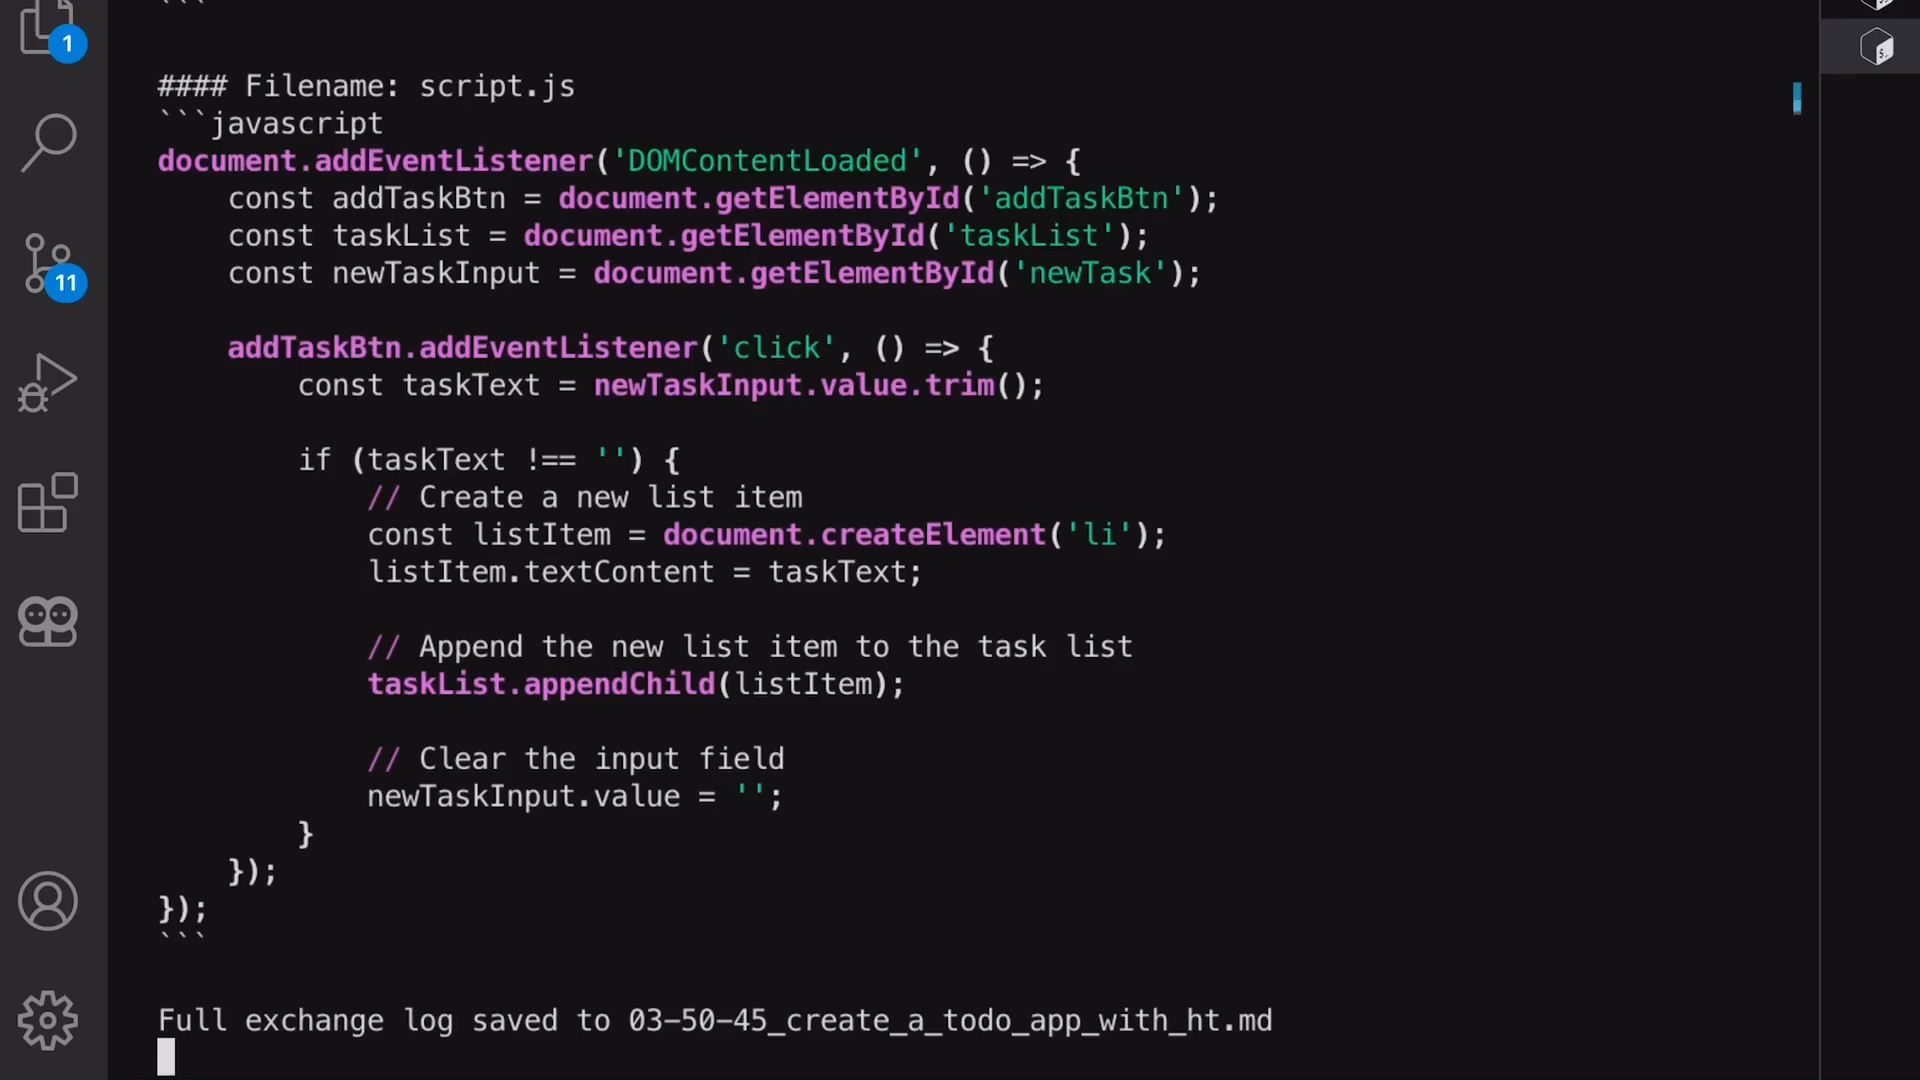 ```
1
#### Filename: script.js
```javascript
document.addEventListener('DOMContentLoaded', () => {
    const addTaskBtn = document.getElementById('addTaskBtn');
    const taskList = document.getElementById('taskList');
    const newTaskInput = document.getElementById('newTask');
11
    addTaskBtn.addEventListener('click', () => {
        const taskText = newTaskInput.value.trim();
        if (taskText !== '') {
            // Create a new list item
            const listItem = document.createElement('li');
            listItem.textContent = taskText;
            // Append the new list item to the task list
            taskList.appendChild(listItem);
            // Clear the input field
            newTaskInput.value = '';
        }
    });
});
```
Full exchange log saved to 03-50-45_create_a_todo_app_with_ht.md